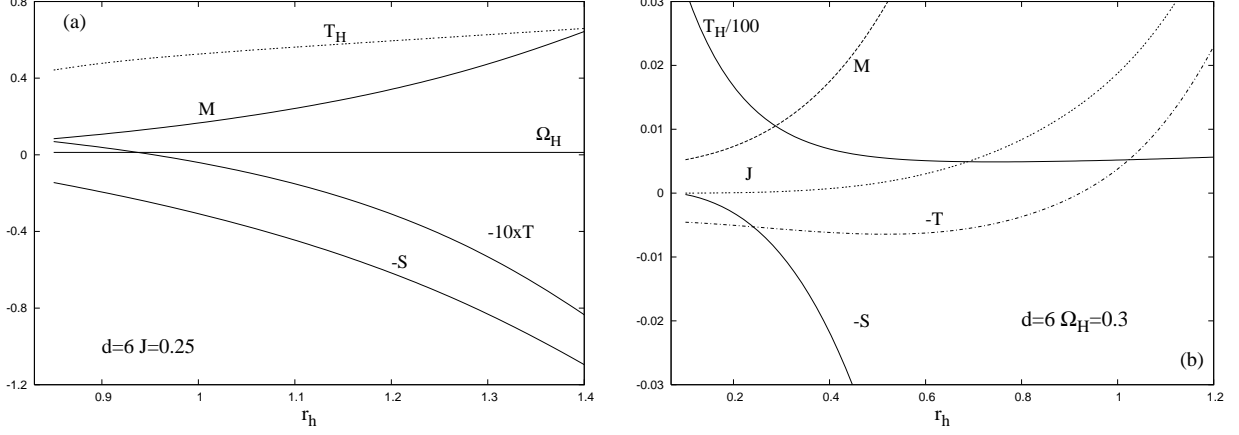 0.8
0.4
0
-0.4
-0.8
-1.2
0.9
1
1.1
1.2
1.3
1.4
r_h
(a)
T_H
M
Ω_H
-10xT
-S
d=6 J=0.25
0.03
0.02
0.01
0
-0.01
-0.02
-0.03
0.2
0.4
0.6
0.8
1
1.2
r_h
T_H/100
M
J
-T
-S
d=6 Ω_H=0.3
(b)